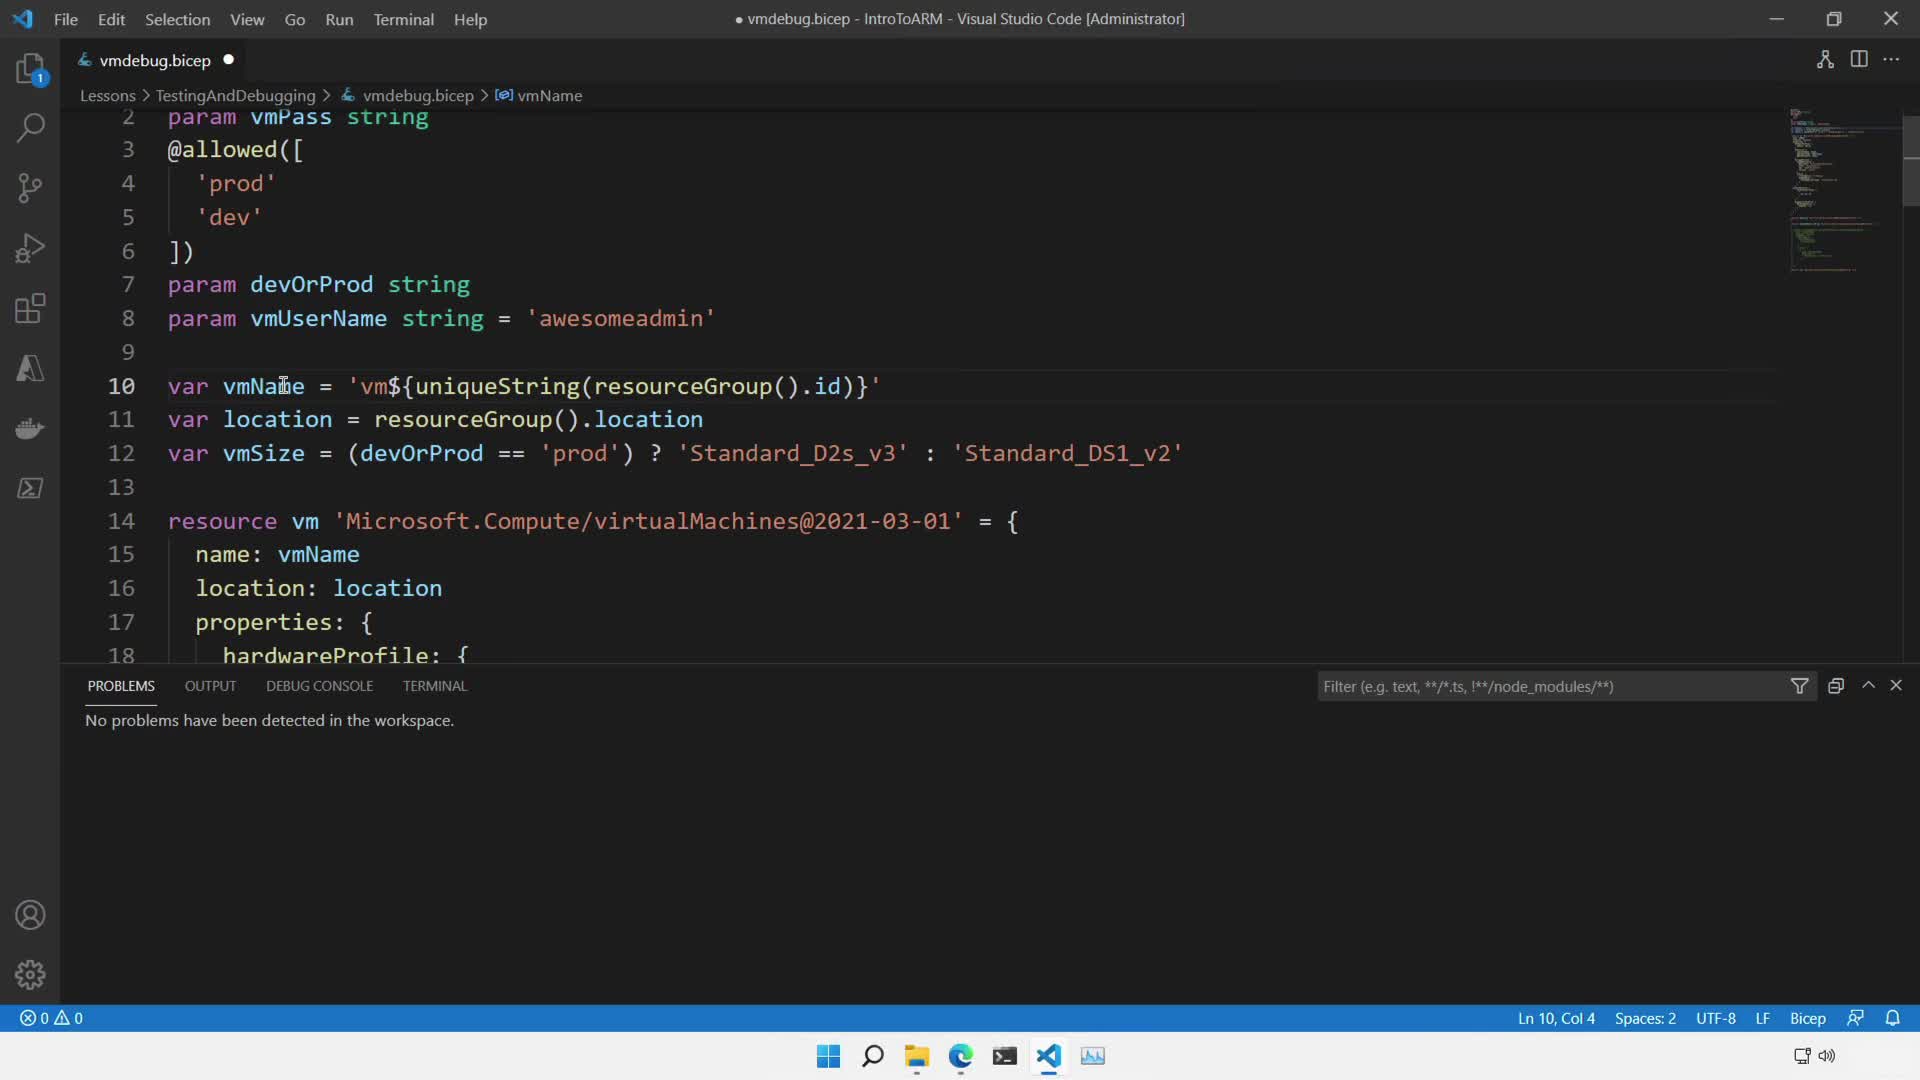 File Edit Selection View Go Run Terminal Help
● vmdebug.bicep - IntroToARM - Visual Studio Code [Administrator]
1
vmdebug.bicep ●
Lessons > TestingAndDebugging > vmdebug.bicep > vmName
2 param vmPass string
3 @allowed([
4 'prod'
5 'dev'
6 ])
7 param devOrProd string
8 param vmUserName string = 'awesomeadmin'
9
10 var vmName = 'vm${uniqueString(resourceGroup().id)}'
11 var location = resourceGroup().location
12 var vmSize = (devOrProd == 'prod') ? 'Standard_D2s_v3' : 'Standard_DS1_v2'
13
14 resource vm 'Microsoft.Compute/virtualMachines@2021-03-01' = {
15 name: vmName
16 location: location
17 properties: {
18 hardwareProfile: {
PROBLEMS OUTPUT DEBUG CONSOLE TERMINAL
Filter (e.g. text, **/*.ts, !**/node_modules/**)
No problems have been detected in the workspace.
0 0
Ln 10, Col 4 Spaces: 2 UTF-8 LF Bicep